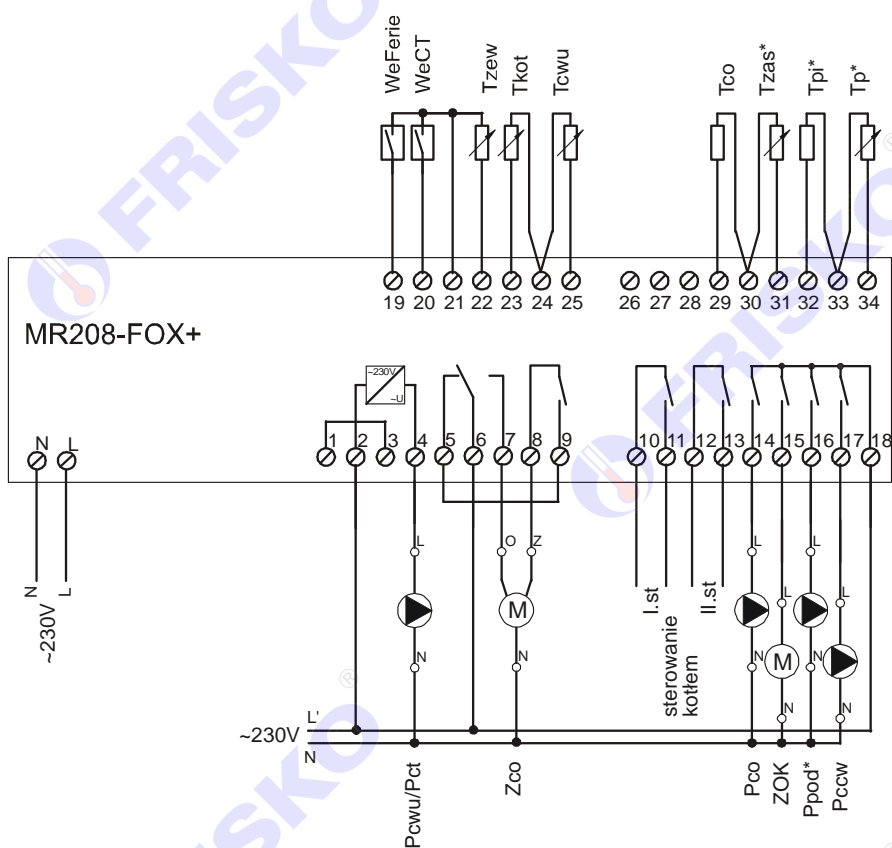 WeFerie
WeCT
Tzew
Tkot
Tcwu
Tco
Tzas*
Tpi*
Tp*
FRISKO
FRISKO ®
19 20 21 22 23 24 25 26 27 28 29 30 31 32 33 34
MR208-FOX+
~230V
~U
N L
1 2 3 4 5 6 7 8 9 10 11 12 13 14 15 16 17 18
L O Z L L
N L
~230V
I.st
II.st
L L
M
M
N N N N
sterowanie
kotłem
N N
L'
~230V
N
®
Pcwu/Pct
Zco
Pco
ZOK
Ppod*
Pccw
FRISKO